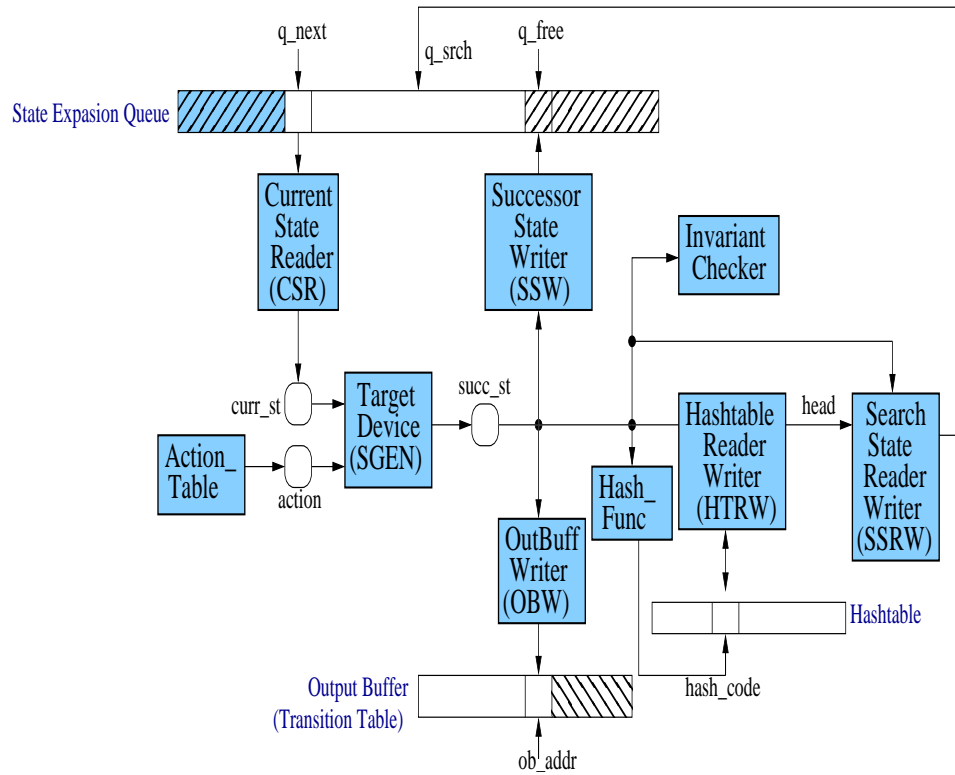 q_next
q_free
q_srch
State Expasion Queue
Current
State
Reader
(CSR)
Successor
State
Writer
(SSW)
Invariant
Checker
curr_st
Target
Device
(SGEN)
succ_st
Hashtable
Reader
Writer
(HTRW)
head
Search
State
Reader
Writer
(SSRW)
Action_
Table
action
Hash_
Func
OutBuff
Writer
(OBW)
Hashtable
hash_code
Output Buffer
(Transition Table)
ob_addr